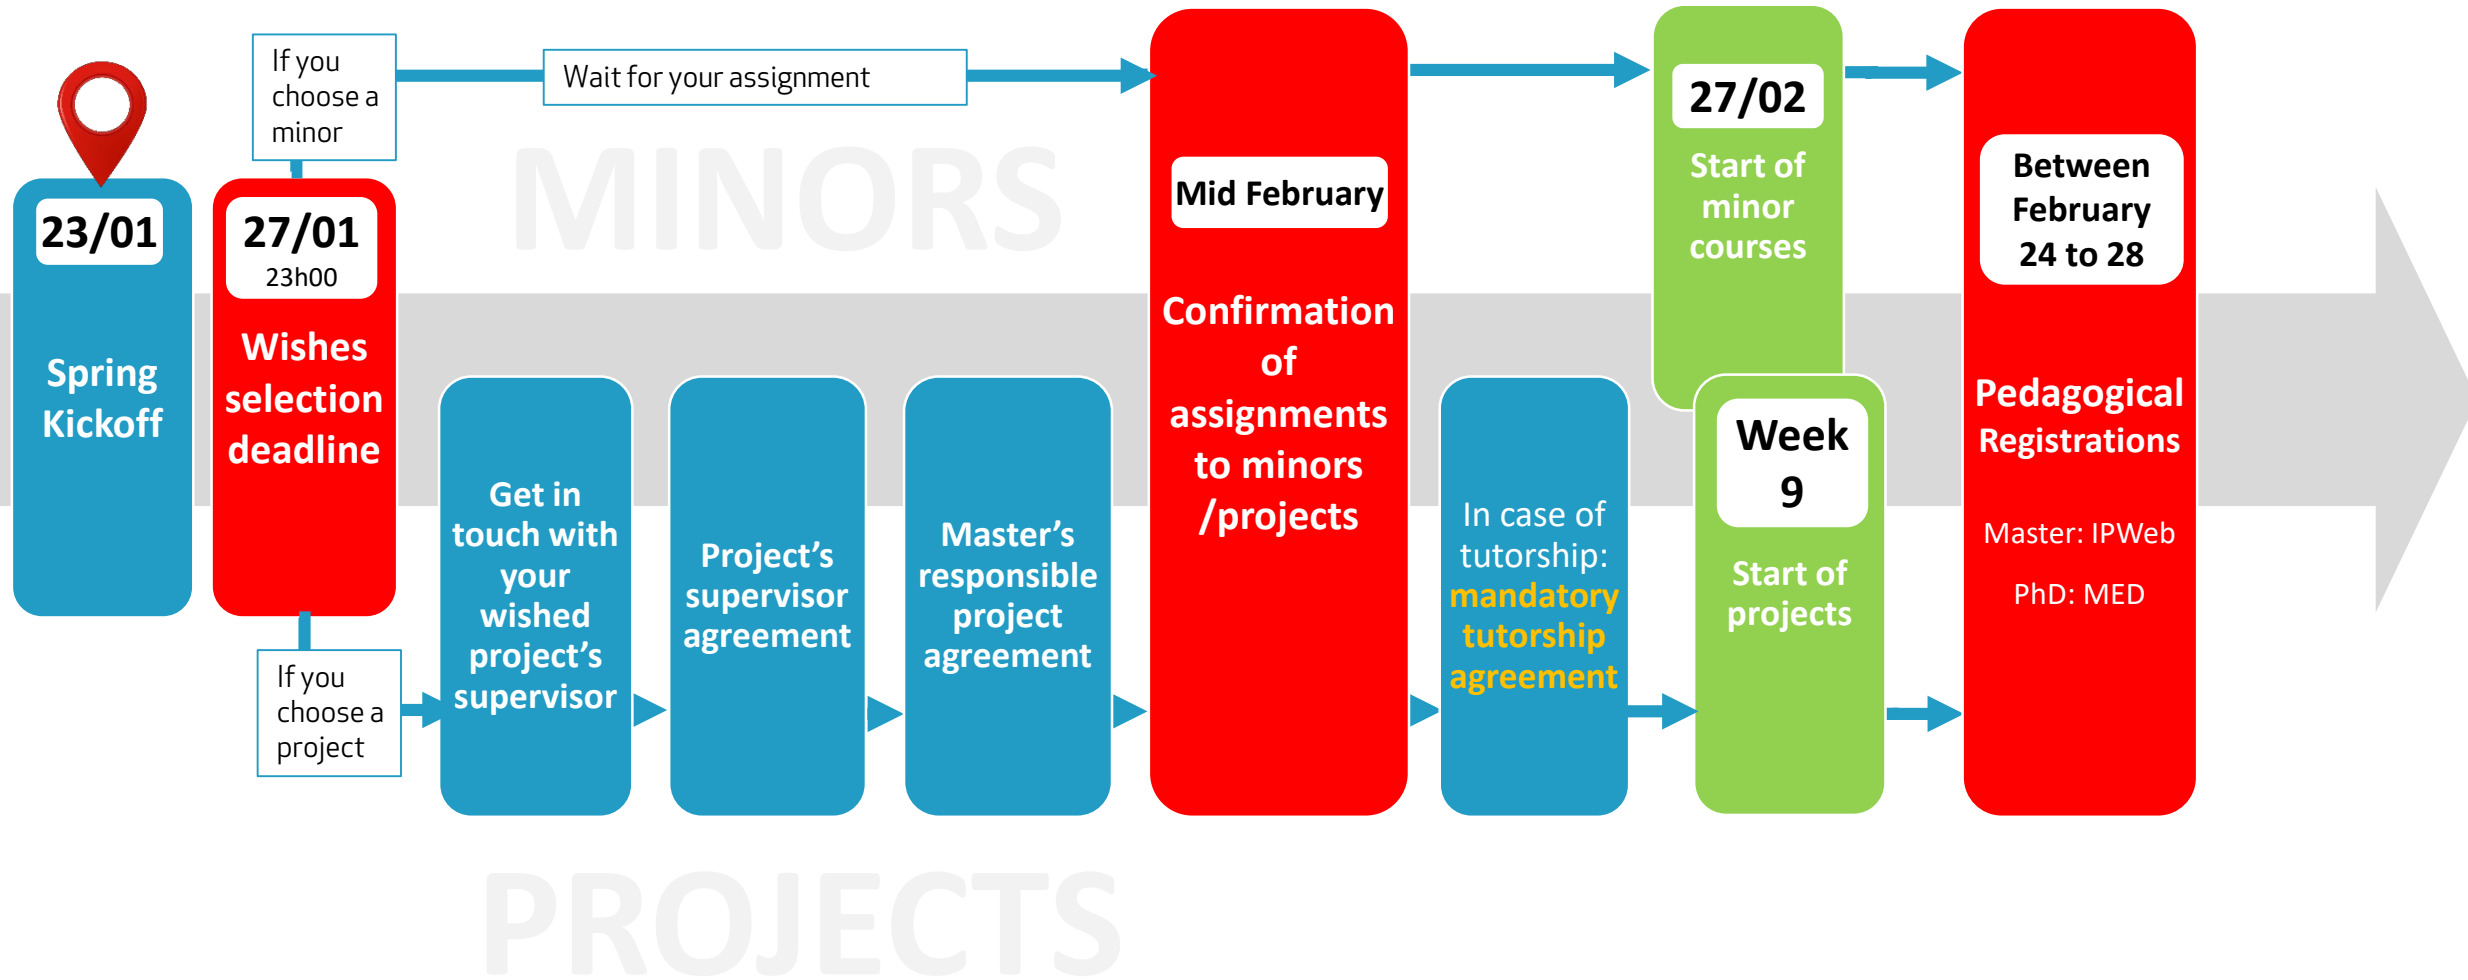 23/01
Spring
Kickoff
27/01
23h00
Wishes
selection
deadline
If you
choose a
minor
Wait for your assignment
MINORS
If you
choose a
project
Get in
touch with
your
wished
project’s
supervisor
Project’s
supervisor
agreement
Master’s
responsible
project
agreement
PROJECTS
Mid February
Confirmation
of
assignments
to minors
/projects
In case of
tutorship:
mandatory
tutorship
agreement
27/02
Start of
minor
courses
Week
9
Start of
projects
Between
February
24 to 28
Pedagogical
Registrations
Master: IPWeb
PhD: MED